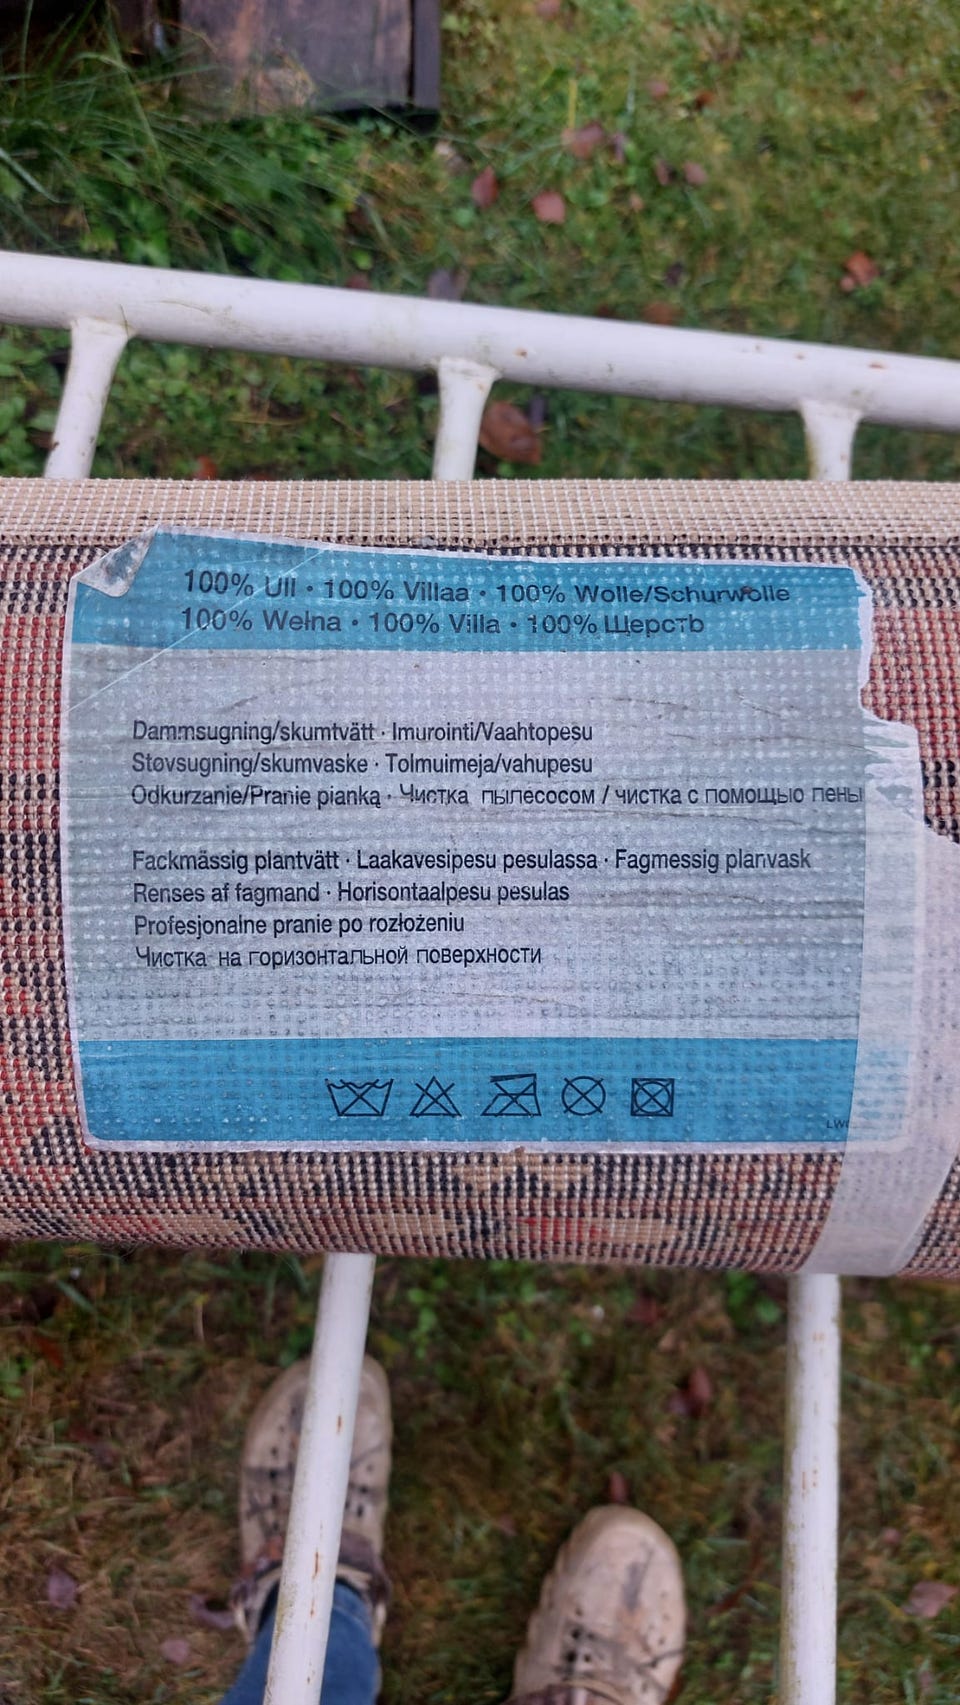 100% Ull · 100% Villaa · 100% Wolle/Schurwolle
100% Wełna · 100% Villa · 100% Шерсть
Dammsugning/skumtvätt · Imurointi/Vaahtopesu
Støvsugning/skumvaske · Tolmuimeja/vahupesu
Odkurzanie/Pranie pianką · Чистка пылесосом / чистка с помощью пены
Fackmässig plantvätt · Laakavesipesu pesulassa · Fagmessig planvask
Renses af fagmand · Horisontaalpesu pesulas
Profesjonalne pranie po rozłożeniu
Чистка на горизонтальной поверхности